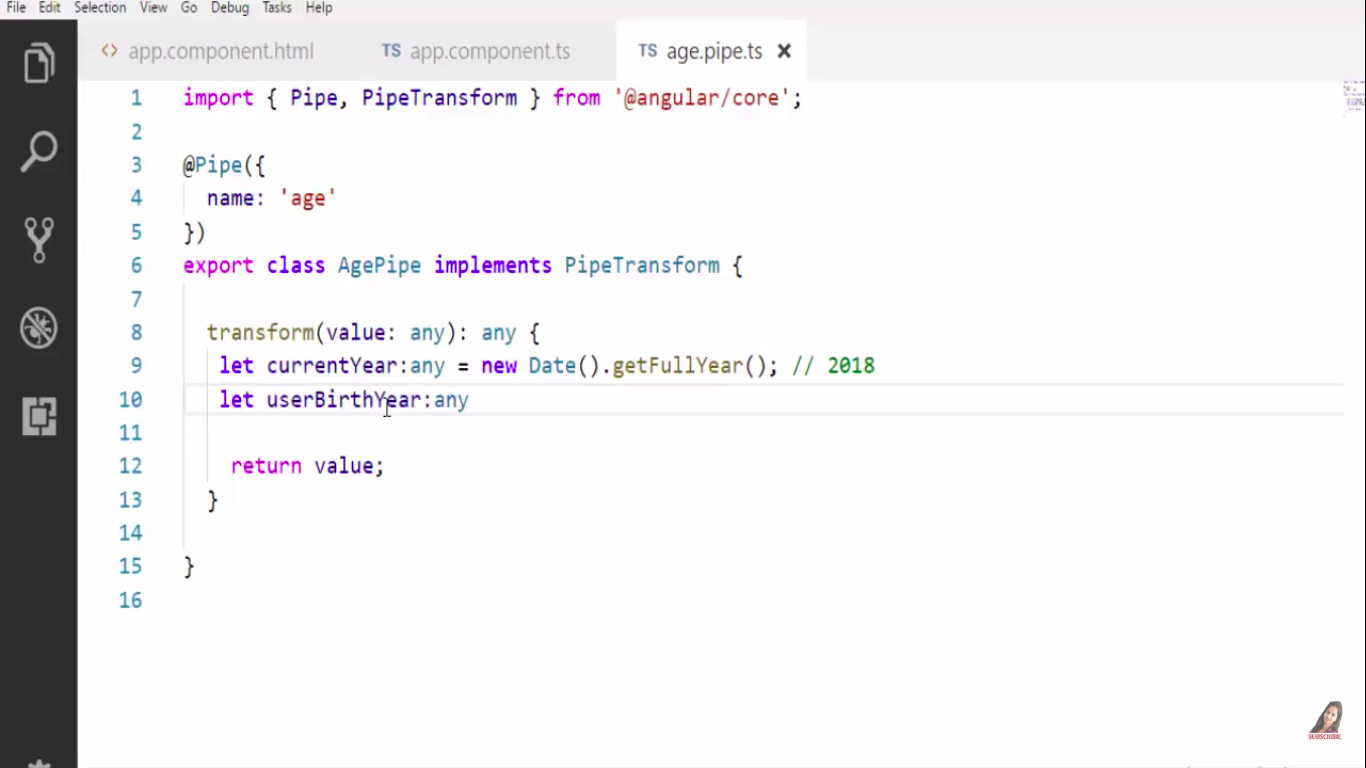 File Edit Selection View Go Debug Tasks Help
<> app.component.html TS app.component.ts TS age.pipe.ts ×
1 import { Pipe, PipeTransform } from '@angular/core';
2
3 @Pipe({
4 name: 'age'
5 })
6 export class AgePipe implements PipeTransform {
7
8 transform(value: any): any {
9 let currentYear:any = new Date().getFullYear(); // 2018
10 let userBirthYear:any
11
12 return value;
13 }
14
15 }
16
SUBSCRIBE